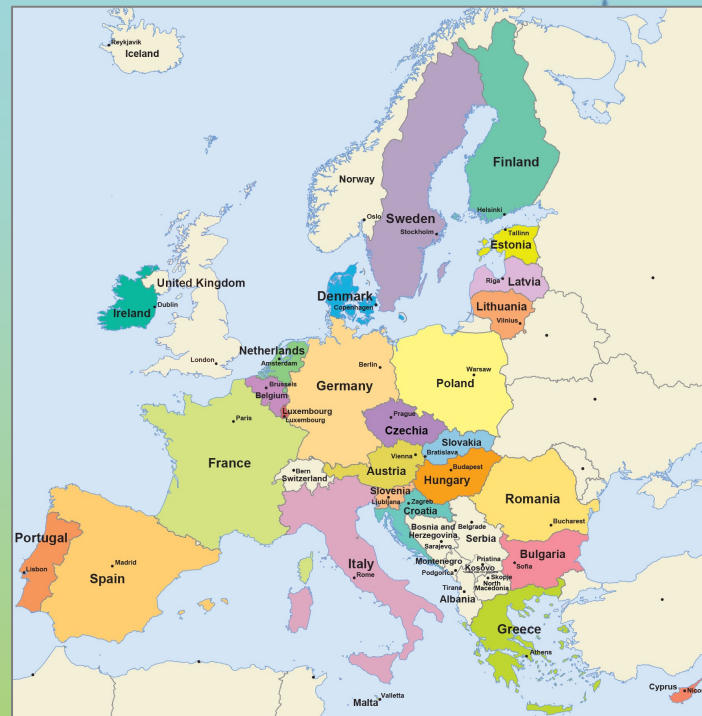 Reykjavik
Iceland
Norway
Oslo
Sweden
Stockholm
Finland
Helsinki
Tallinn
Estonia
Riga
Latvia
Lithuania
Vilnius
Denmark
Copenhagen
United Kingdom
Ireland
Dublin
London
Netherlands
Amsterdam
Brussels
Belgium
Luxembourg
Luxembourg
Berlin
Germany
Warsaw
Poland
Prague
Czechia
Slovakia
Bratislava
Vienna
Austria
Budapest
Hungary
Paris
France
Bern
Switzerland
Slovenia
Ljubljana
Zagreb
Croatia
Bosnia and
Herzegovina
Sarajevo
Belgrade
Serbia
Romania
Bucharest
Montenegro
Podgorica
Pristina
Kosovo
Sofia
Bulgaria
Skopje
North
Macedonia
Tirana
Albania
Portugal
Lisbon
Madrid
Spain
Italy
Rome
Greece
Athens
Valletta
Malta
Cyprus
Nico